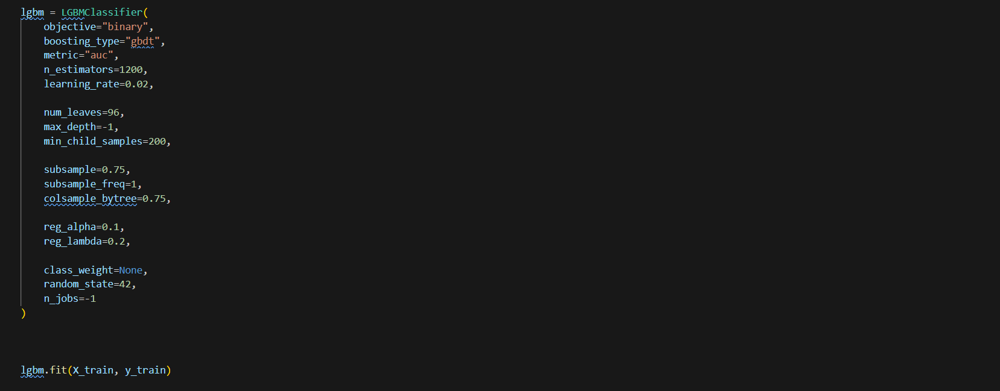 lgbm = LGBMClassifier(
    objective="binary",
    boosting_type="gbdt",
    metric="auc",
    n_estimators=1200,
    learning_rate=0.02,
    num_leaves=96,
    max_depth=-1,
    min_child_samples=200,
    subsample=0.75,
    subsample_freq=1,
    colsample_bytree=0.75,
    reg_alpha=0.1,
    reg_lambda=0.2,
    class_weight=None,
    random_state=42,
    n_jobs=-1
)
lgbm.fit(X_train, y_train)